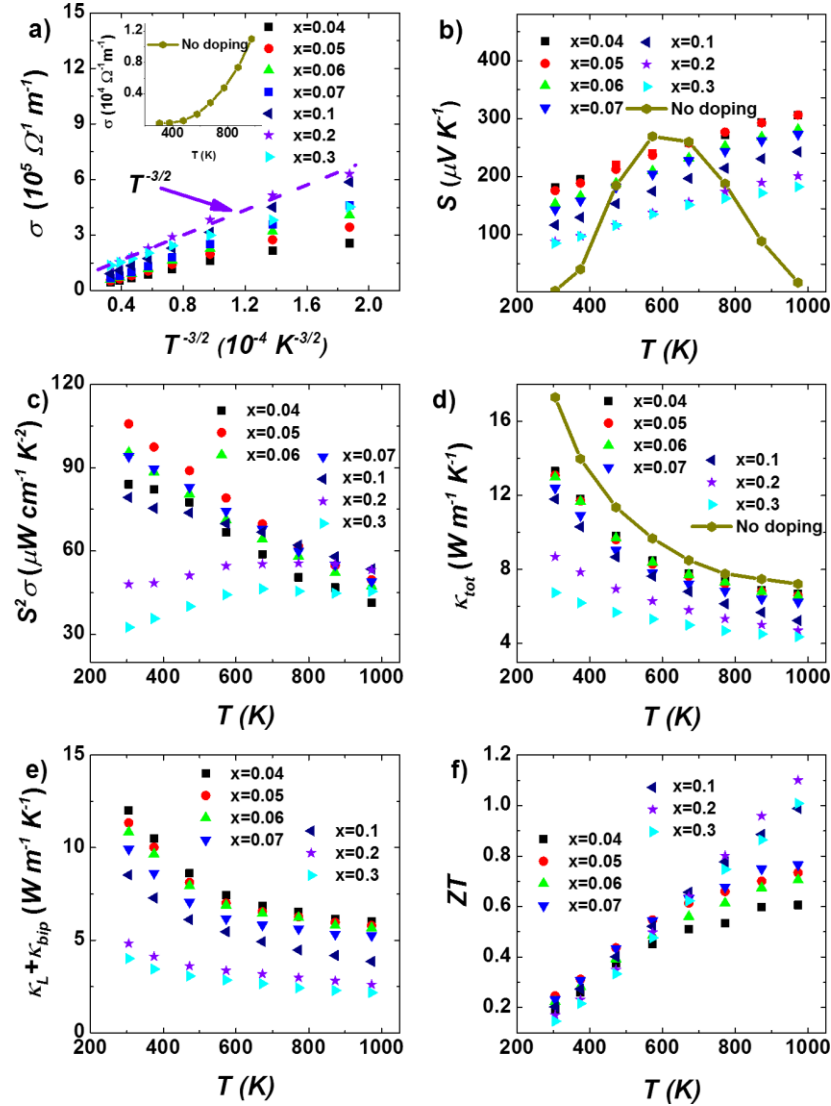 a)
No doping
σ (10⁴ Ω⁻¹m⁻¹)
1.2
0.8
0.4
400 800
T (K)
x=0.04
x=0.05
x=0.06
x=0.07
x=0.1
x=0.2
x=0.3
T⁻³ᐟ²
σ (10⁵ Ω⁻¹ m⁻¹)
15
12
9
6
3
0
0.4 0.8 1.2 1.6 2.0
T⁻³ᐟ² (10⁻⁴ K⁻³ᐟ²)
b)
x=0.04 x=0.1
x=0.05 x=0.2
x=0.06 x=0.3
x=0.07 No doping
S (μV K⁻¹)
400
300
200
100
200 400 600 800 1000
T (K)
c)
x=0.04
x=0.05
x=0.06
x=0.07
x=0.1
x=0.2
x=0.3
S²σ (μW cm⁻¹ K⁻²)
120
90
60
30
200 400 600 800 1000
T (K)
d)
x=0.04
x=0.05
x=0.06
x=0.07
x=0.1
x=0.2
x=0.3
No doping
κtot (W m⁻¹ K⁻¹)
16
12
8
4
200 400 600 800 1000
T (K)
e)
x=0.04
x=0.05
x=0.06
x=0.07
x=0.1
x=0.2
x=0.3
κL+κbip (W m⁻¹ K⁻¹)
15
10
5
0
200 400 600 800 1000
T (K)
f)
x=0.1
x=0.2
x=0.3
x=0.04
x=0.05
x=0.06
x=0.07
ZT
1.2
1.0
0.8
0.6
0.4
0.2
200 400 600 800 1000
T (K)